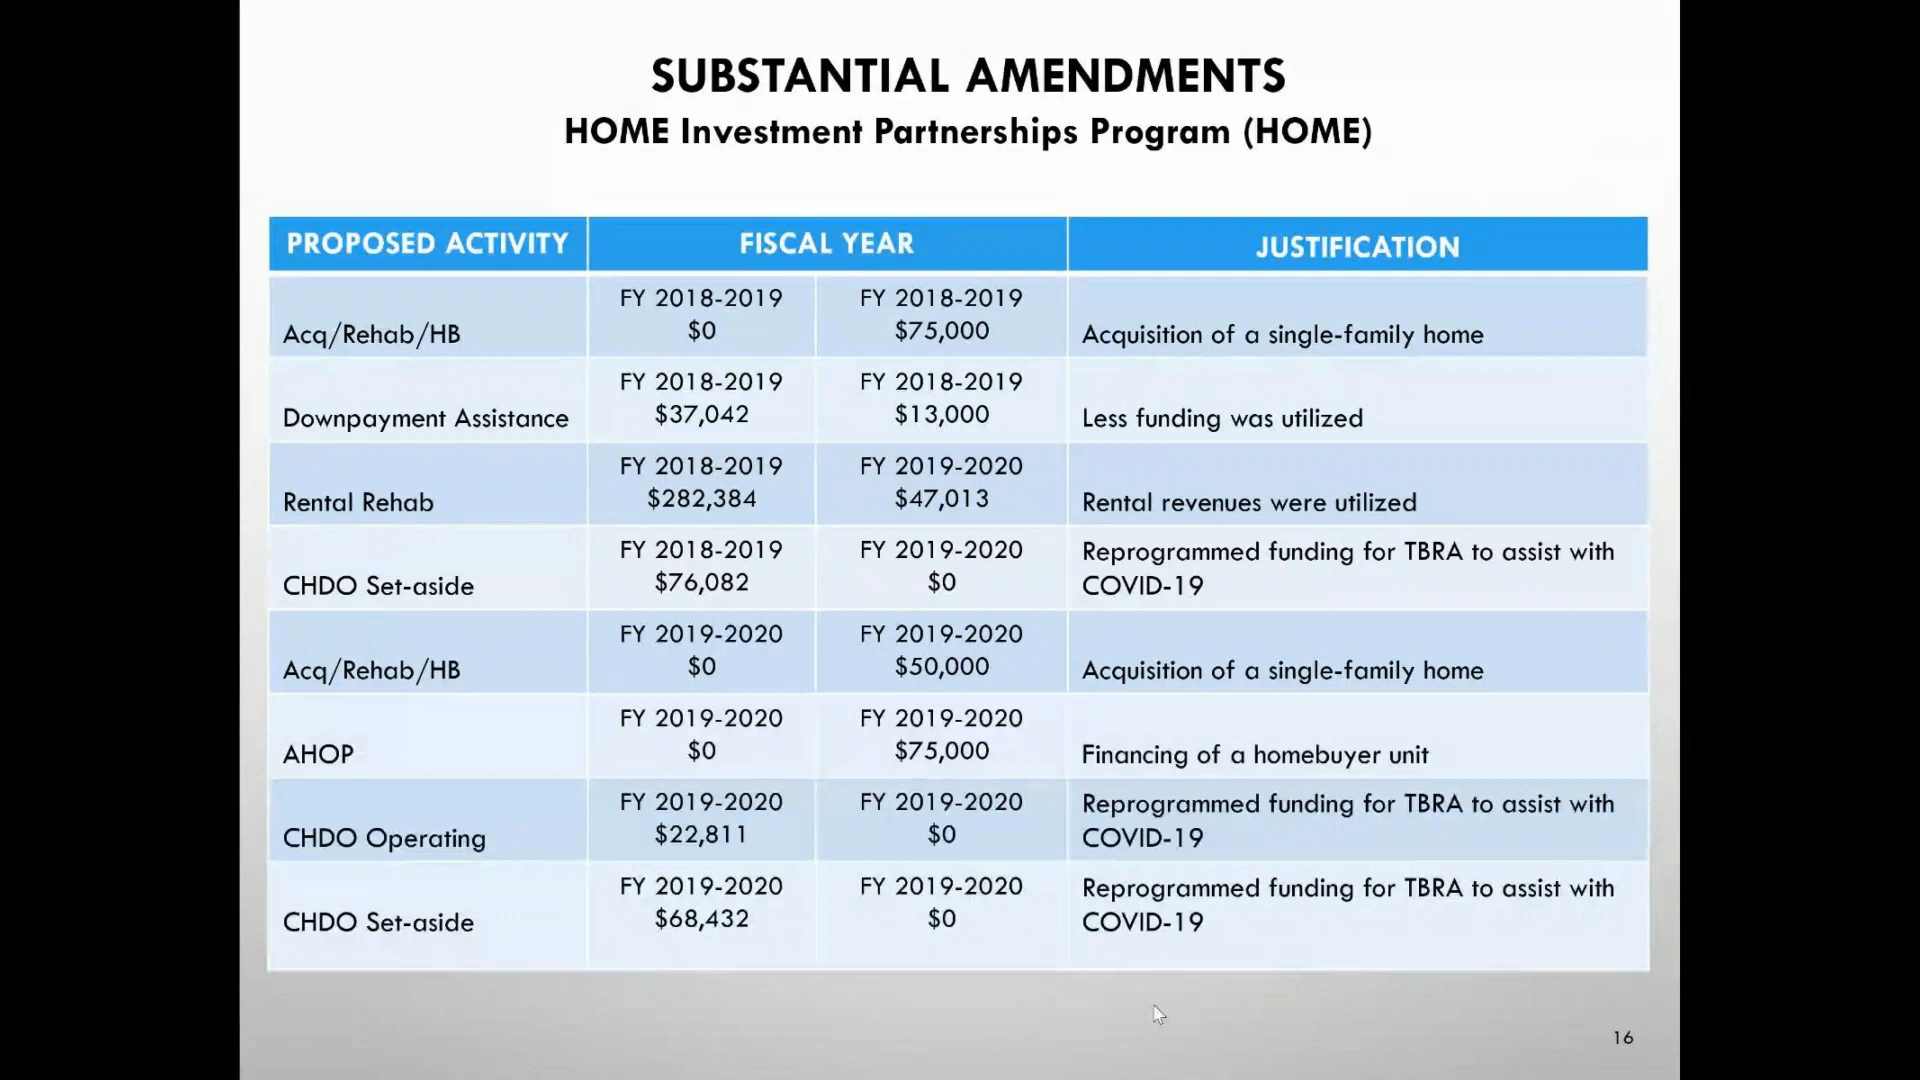 SUBSTANTIAL AMENDMENTS
HOME Investment Partnerships Program (HOME)
PROPOSED ACTIVITY FISCAL YEAR JUSTIFICATION
FY 2018-2019 FY 2018-2019
Acq/Rehab/HB $0 $75,000 Acquisition of a single-family home
FY 2018-2019 FY 2018-2019
Downpayment Assistance $37,042 $13,000 Less funding was utilized
FY 2018-2019 FY 2019-2020
Rental Rehab $282,384 $47,013 Rental revenues were utilized
FY 2018-2019 FY 2019-2020 Reprogrammed funding for TBRA to assist with
CHDO Set-aside $76,082 $0 COVID-19
FY 2019-2020 FY 2019-2020
Acq/Rehab/HB $0 $50,000 Acquisition of a single-family home
FY 2019-2020 FY 2019-2020
AHOP $0 $75,000 Financing of a homebuyer unit
FY 2019-2020 FY 2019-2020 Reprogrammed funding for TBRA to assist with
CHDO Operating $22,811 $0 COVID-19
FY 2019-2020 FY 2019-2020 Reprogrammed funding for TBRA to assist with
CHDO Set-aside $68,432 $0 COVID-19
16